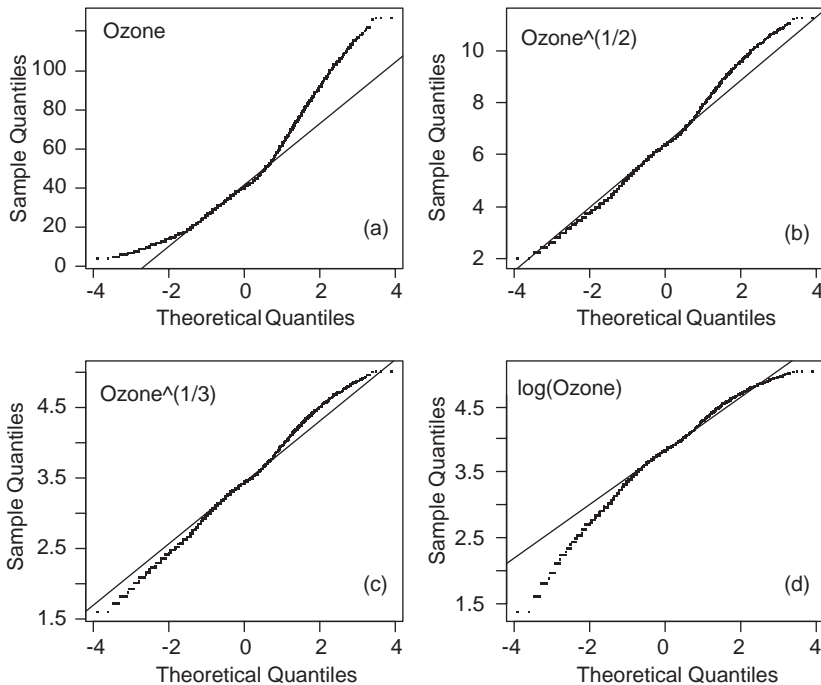 Ozone
Sample Quantiles
100
80
60
40
20
0
-4 -2 0 2 4
Theoretical Quantiles
(a)
Ozone^(1/2)
Sample Quantiles
10
8
6
4
2
-4 -2 0 2 4
Theoretical Quantiles
(b)
Ozone^(1/3)
Sample Quantiles
4.5
3.5
2.5
1.5
-4 -2 0 2 4
Theoretical Quantiles
(c)
log(Ozone)
Sample Quantiles
4.5
3.5
2.5
1.5
-4 -2 0 2 4
Theoretical Quantiles
(d)